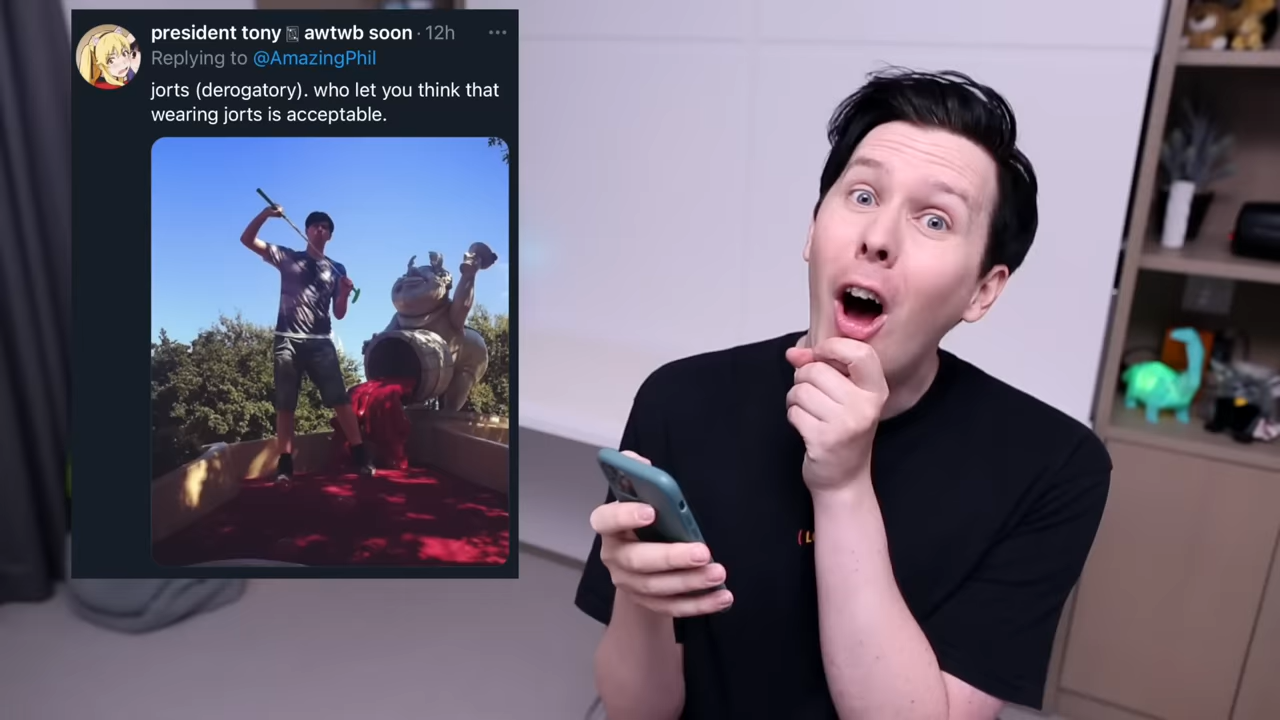 president tony awtwb soon · 12h
Replying to @AmazingPhil
jorts (derogatory). who let you think that
wearing jorts is acceptable.